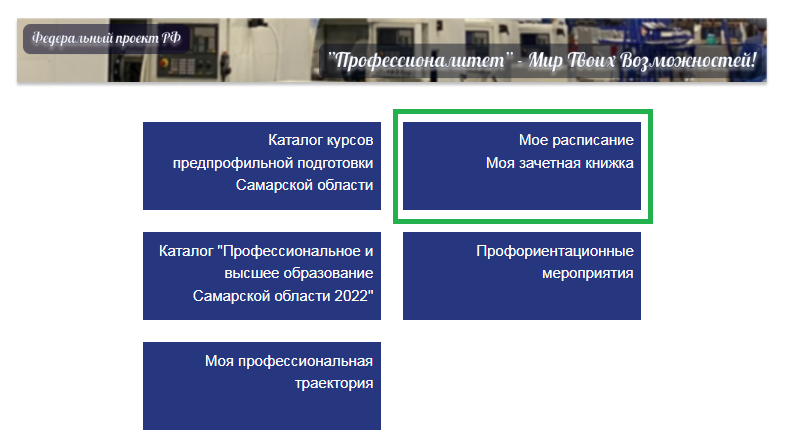 Федеральный проект РФ
"Профессионалитет" - Мир Твоих Возможностей!
Каталог курсов
предпрофильной подготовки
Самарской области
Мое расписание
Моя зачетная книжка
Каталог "Профессиональное и
высшее образование
Самарской области 2022"
Профориентационные
мероприятия
Моя профессиональная
траектория